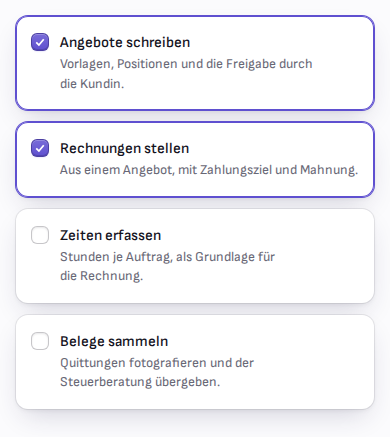 Angebote schreiben
Vorlagen, Positionen und die Freigabe durch
die Kundin.
Rechnungen stellen
Aus einem Angebot, mit Zahlungsziel und Mahnung.
Zeiten erfassen
Stunden je Auftrag, als Grundlage für
die Rechnung.
Belege sammeln
Quittungen fotografieren und der
Steuerberatung übergeben.